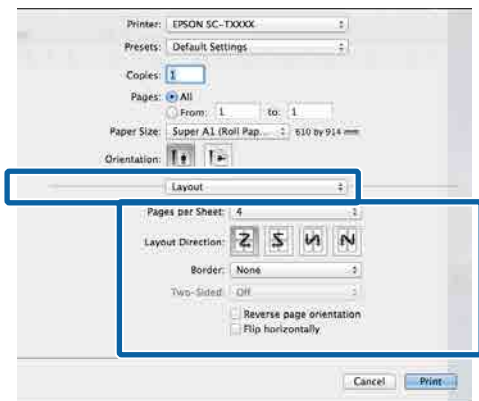 Printer: EPSON SC-TXXXX
Presets: Default Settings
Copies: 1
Pages: All
From: 1 to: 1
Paper Size: Super A1 (Roll Pap... 610 by 914 mm
Orientation:
Layout
Pages per Sheet: 4
Layout Direction:
Border: None
Two-Sided: Off
Reverse page orientation
Flip horizontally
Cancel Print